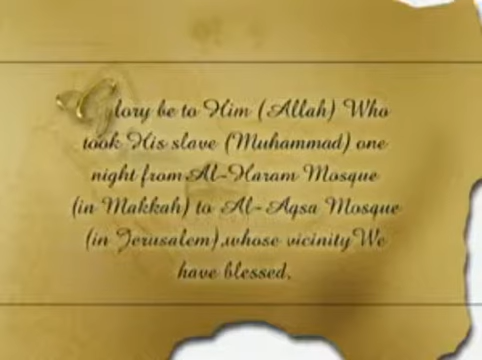 Glory be to Him (Allah) Who
took His slave (Muhammad) one
night from Al-Haram Mosque
(in Makkah) to Al-Aqsa Mosque
(in Jerusalem),whose vicinity We
have blessed.